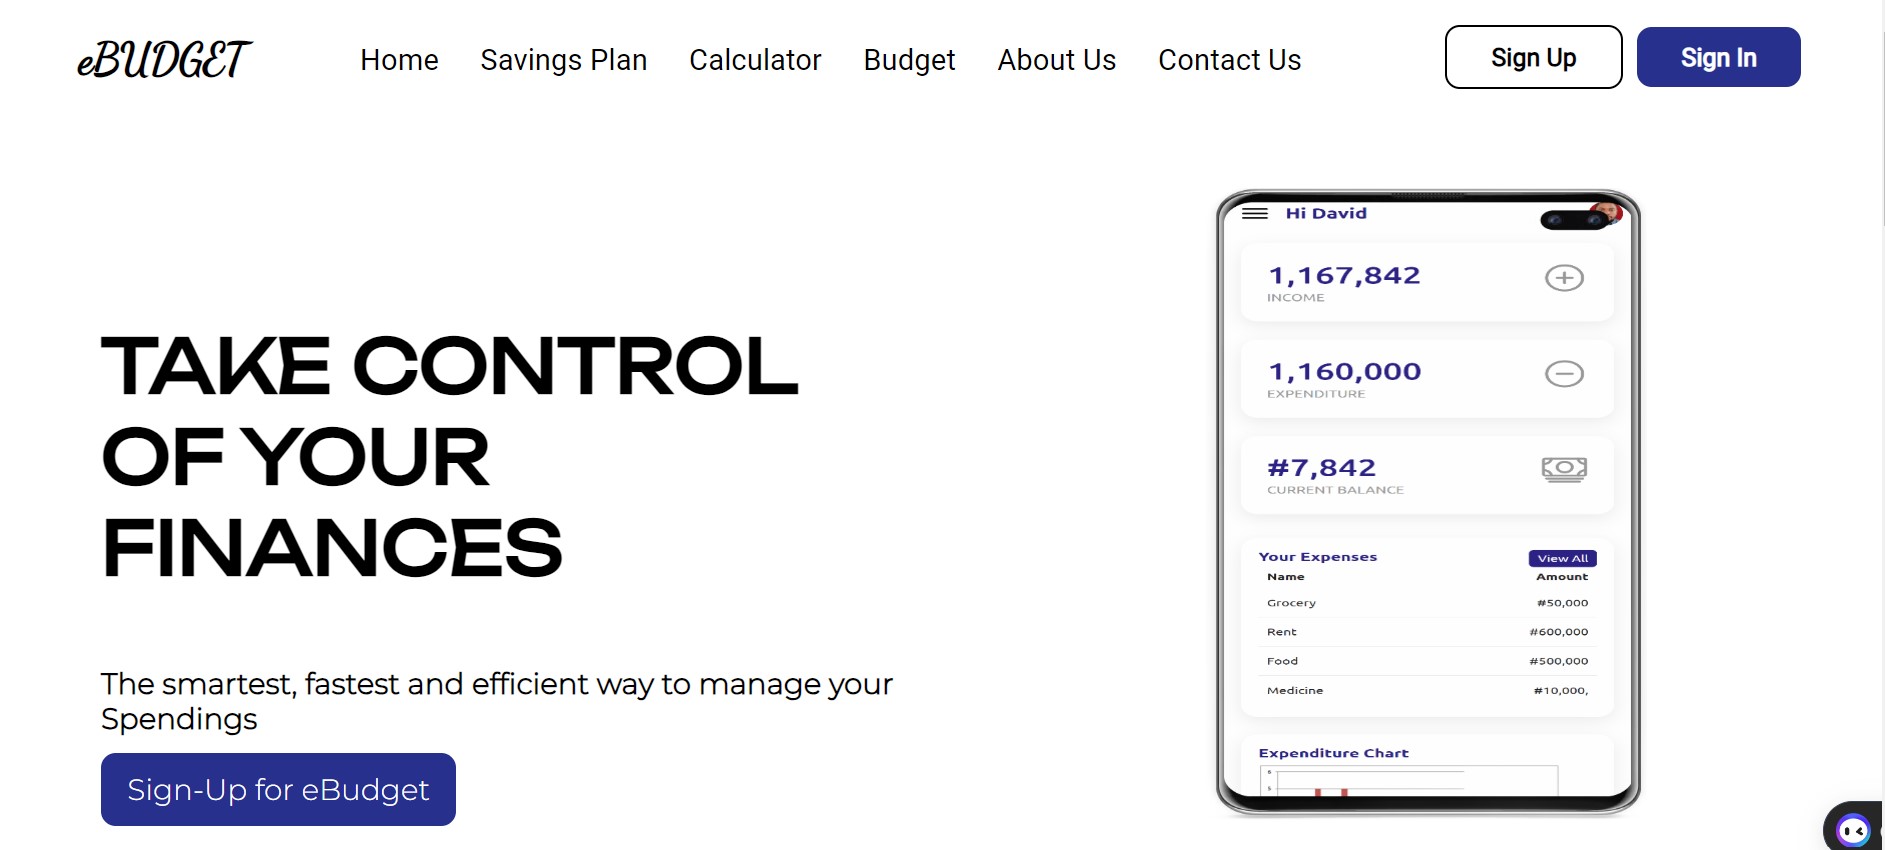 eBUDGET
Home Savings Plan Calculator Budget About Us Contact Us
Sign Up Sign In
TAKE CONTROL
OF YOUR
FINANCES
The smartest, fastest and efficient way to manage your
Spendings
Sign-Up for eBudget
Hi David
1,167,842
INCOME
1,160,000
EXPENDITURE
#7,842
CURRENT BALANCE
Your Expenses View All
Name Amount
Grocery #50,000
Rent #600,000
Food #500,000
Medicine #10,000,
Expenditure Chart
6
5